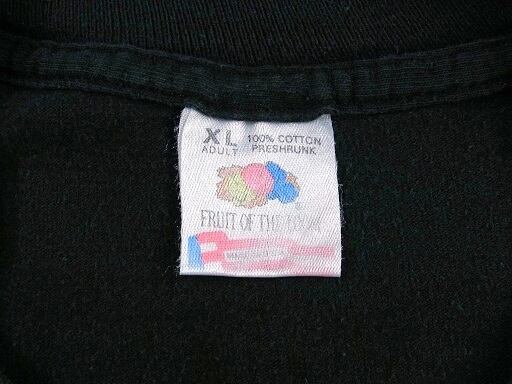 XL 100% COTTON
ADULT PRESHRUNK
FRUIT OF THE LOOM